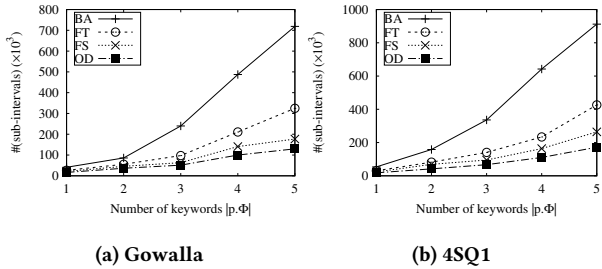 800
700
600
500
400
300
200
100
0
#(sub-intervals) (×10³)
BA
FT
FS
OD
1 2 3 4 5
Number of keywords |p.Φ|
(a) Gowalla
1000
800
600
400
200
0
#(sub-intervals) (×10³)
BA
FT
FS
OD
1 2 3 4 5
Number of keywords |p.Φ|
(b) 4SQ1